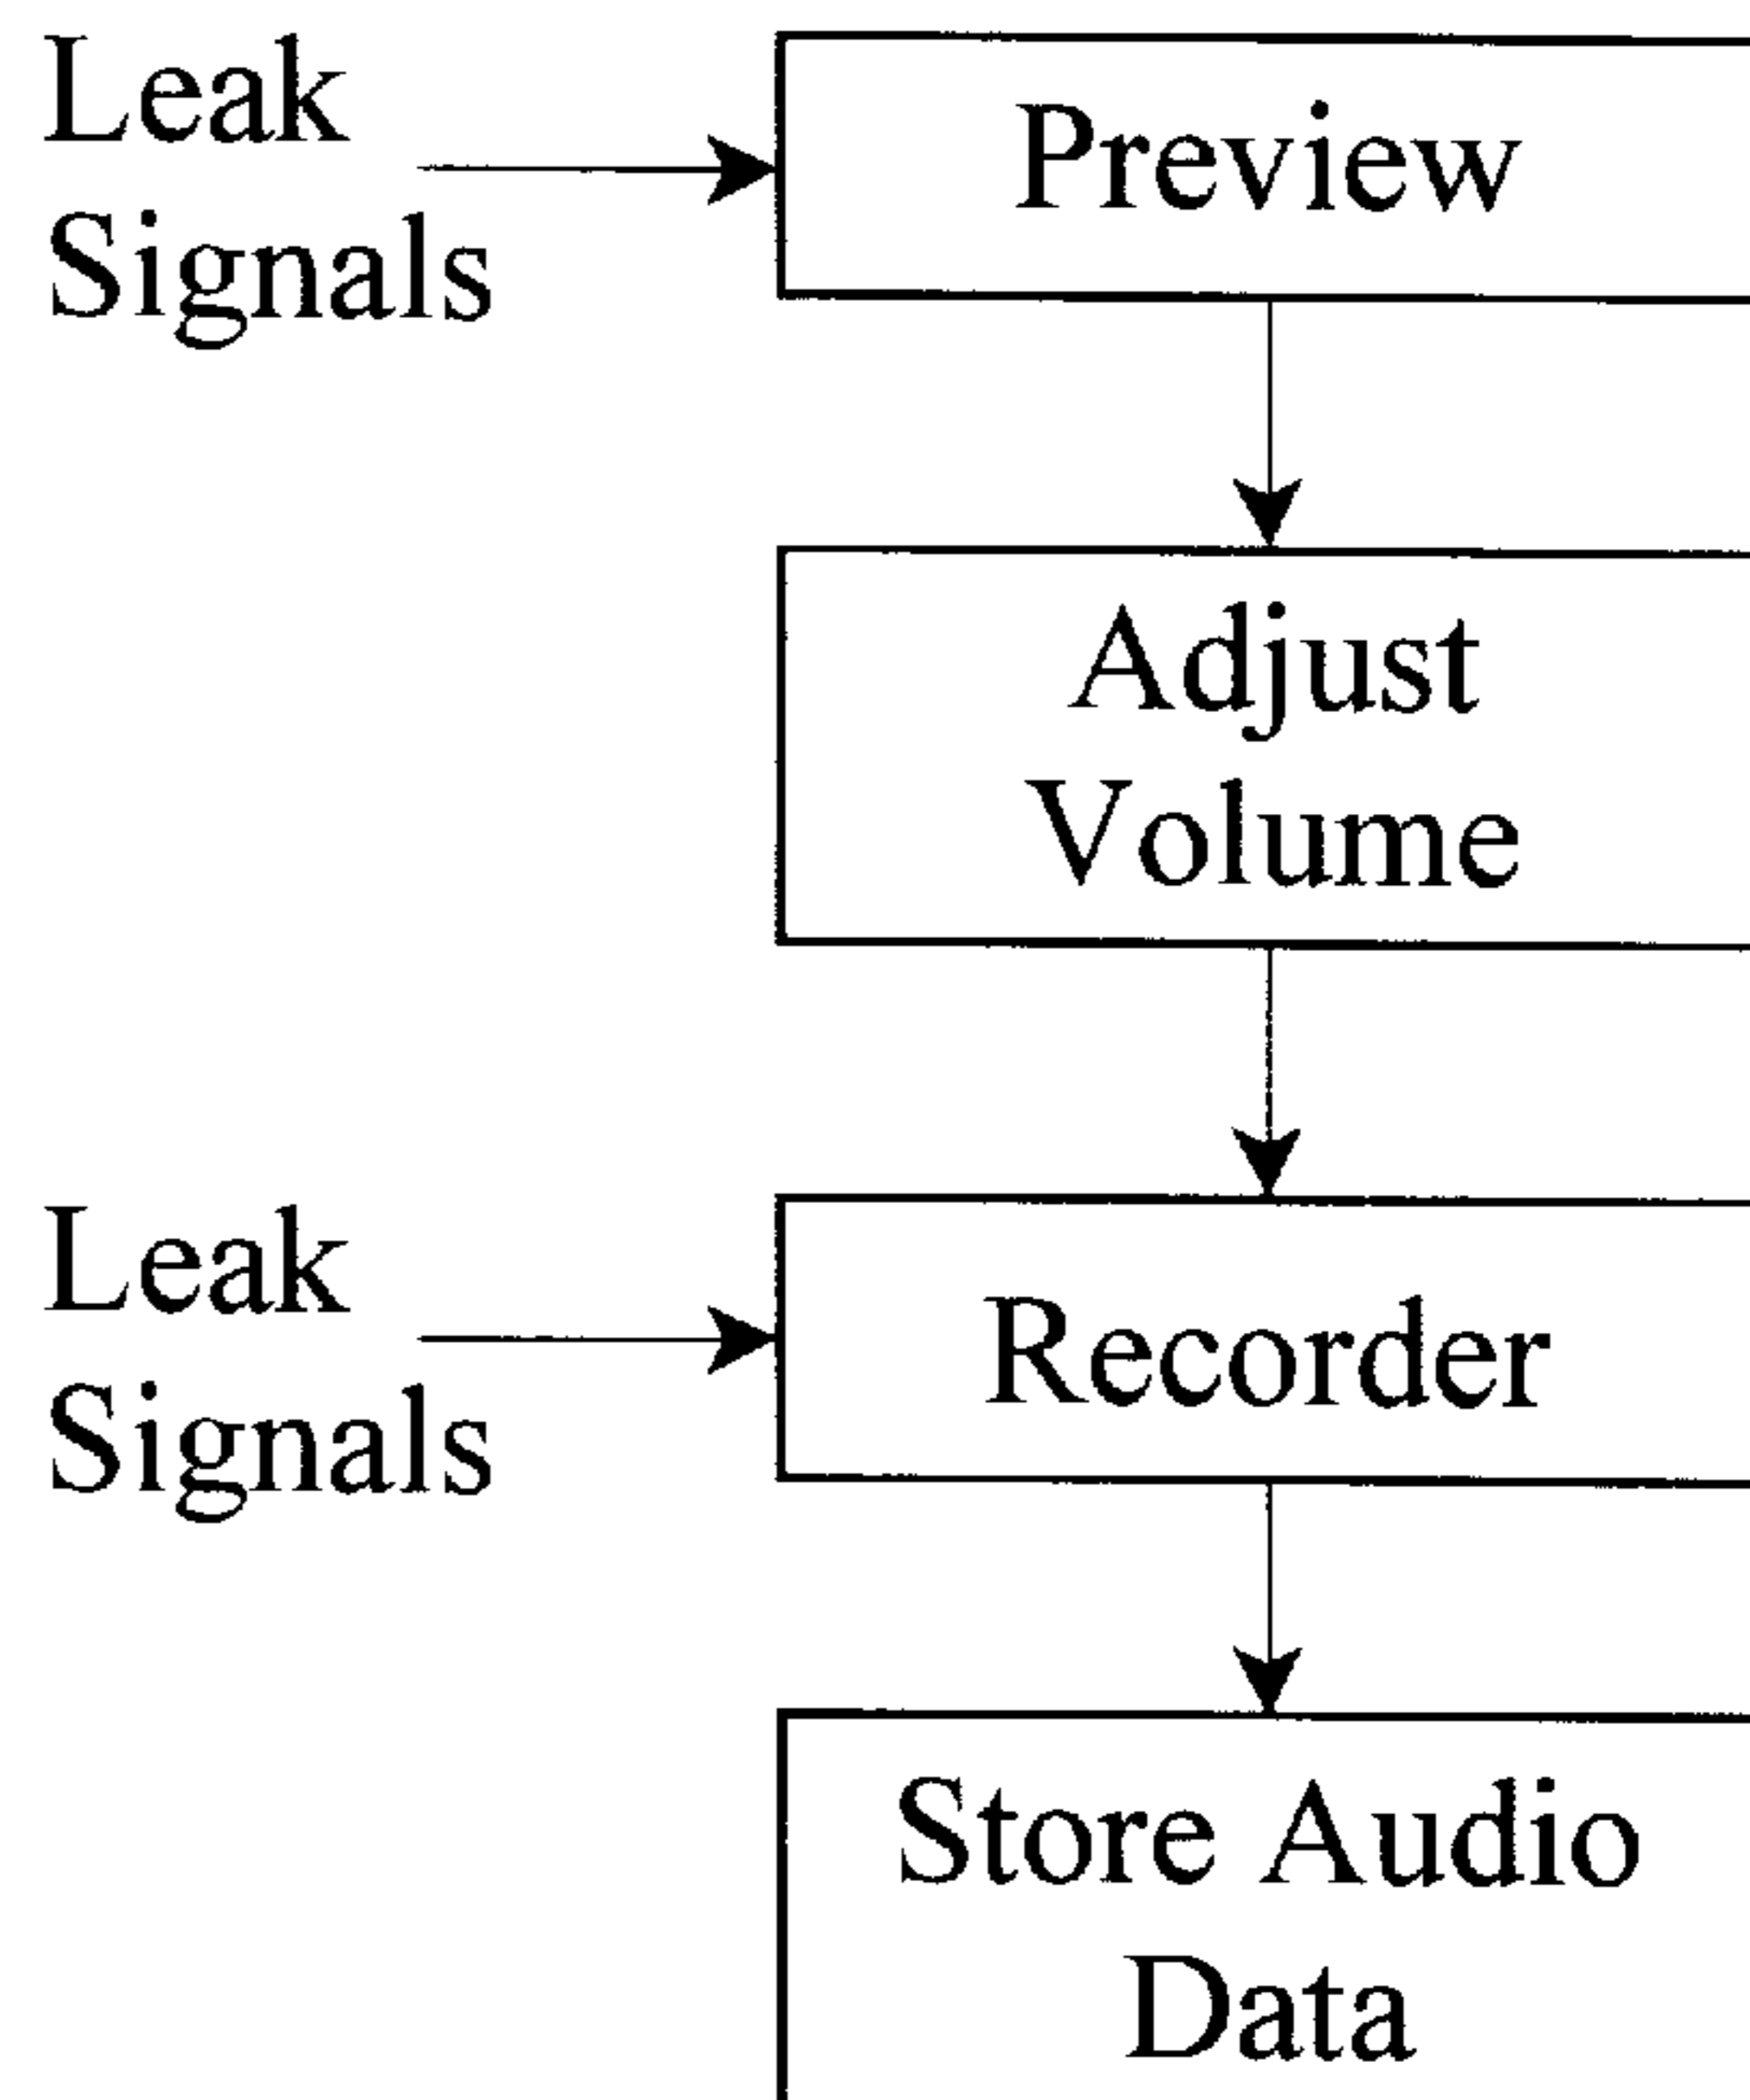 Leak
Signals
Preview
Adjust
Volume
Leak
Signals
Recorder
Store Audio
Data